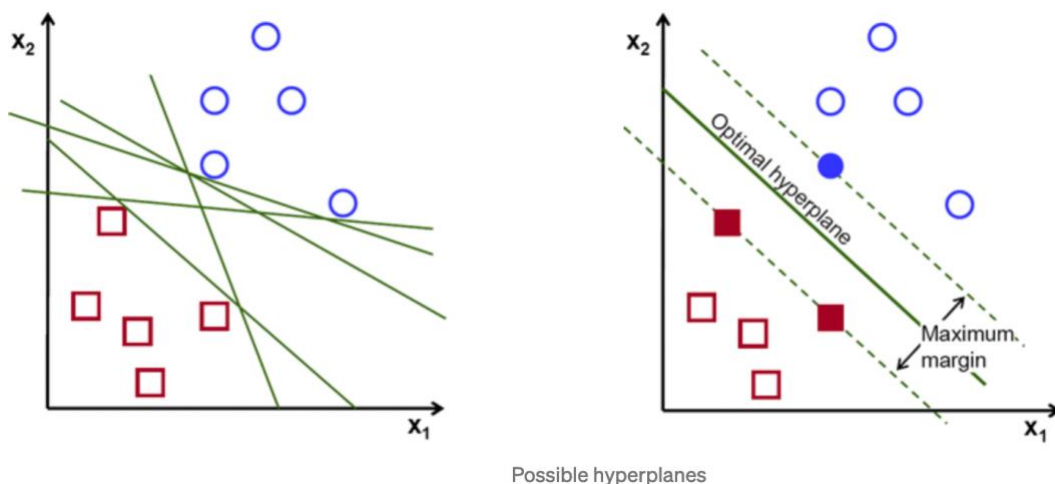 x2
x1
x2
Optimal hyperplane
Maximum
margin
x1
Possible hyperplanes